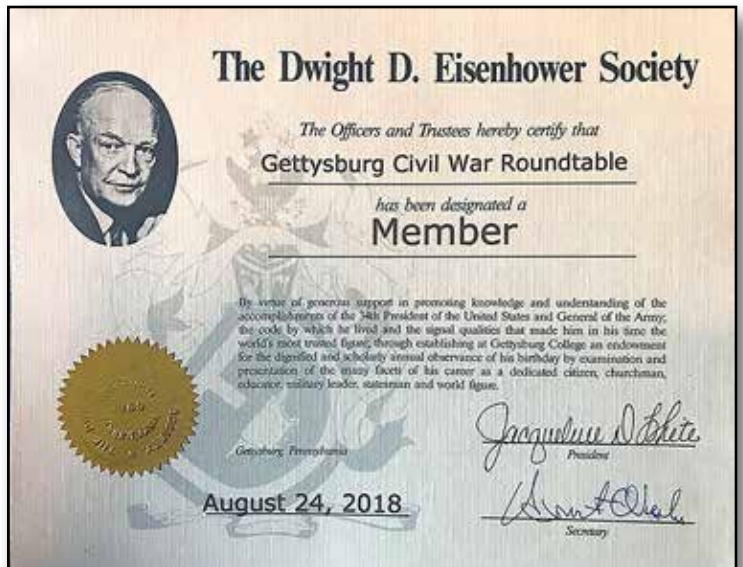 The Dwight D. Eisenhower Society
The Officers and Trustees hereby certify that
Gettysburg Civil War Roundtable
has been designated a
Member
By virtue of generous support in promoting knowledge and understanding of the
accomplishments of the 34th President of the United States and General of the Army;
the code by which he lived and the signal qualities that made him in his time the
world's most trusted figure; through establishing at Gettysburg College an endowment
for the dignified and scholarly annual observance of his birthday by examination and
presentation of the many facets of his career as a dedicated citizen, churchman,
educator, military leader, statesman and world figure.
Gettysburg Pennsylvania
Jacqueline D White
President
August 24, 2018
Secretary